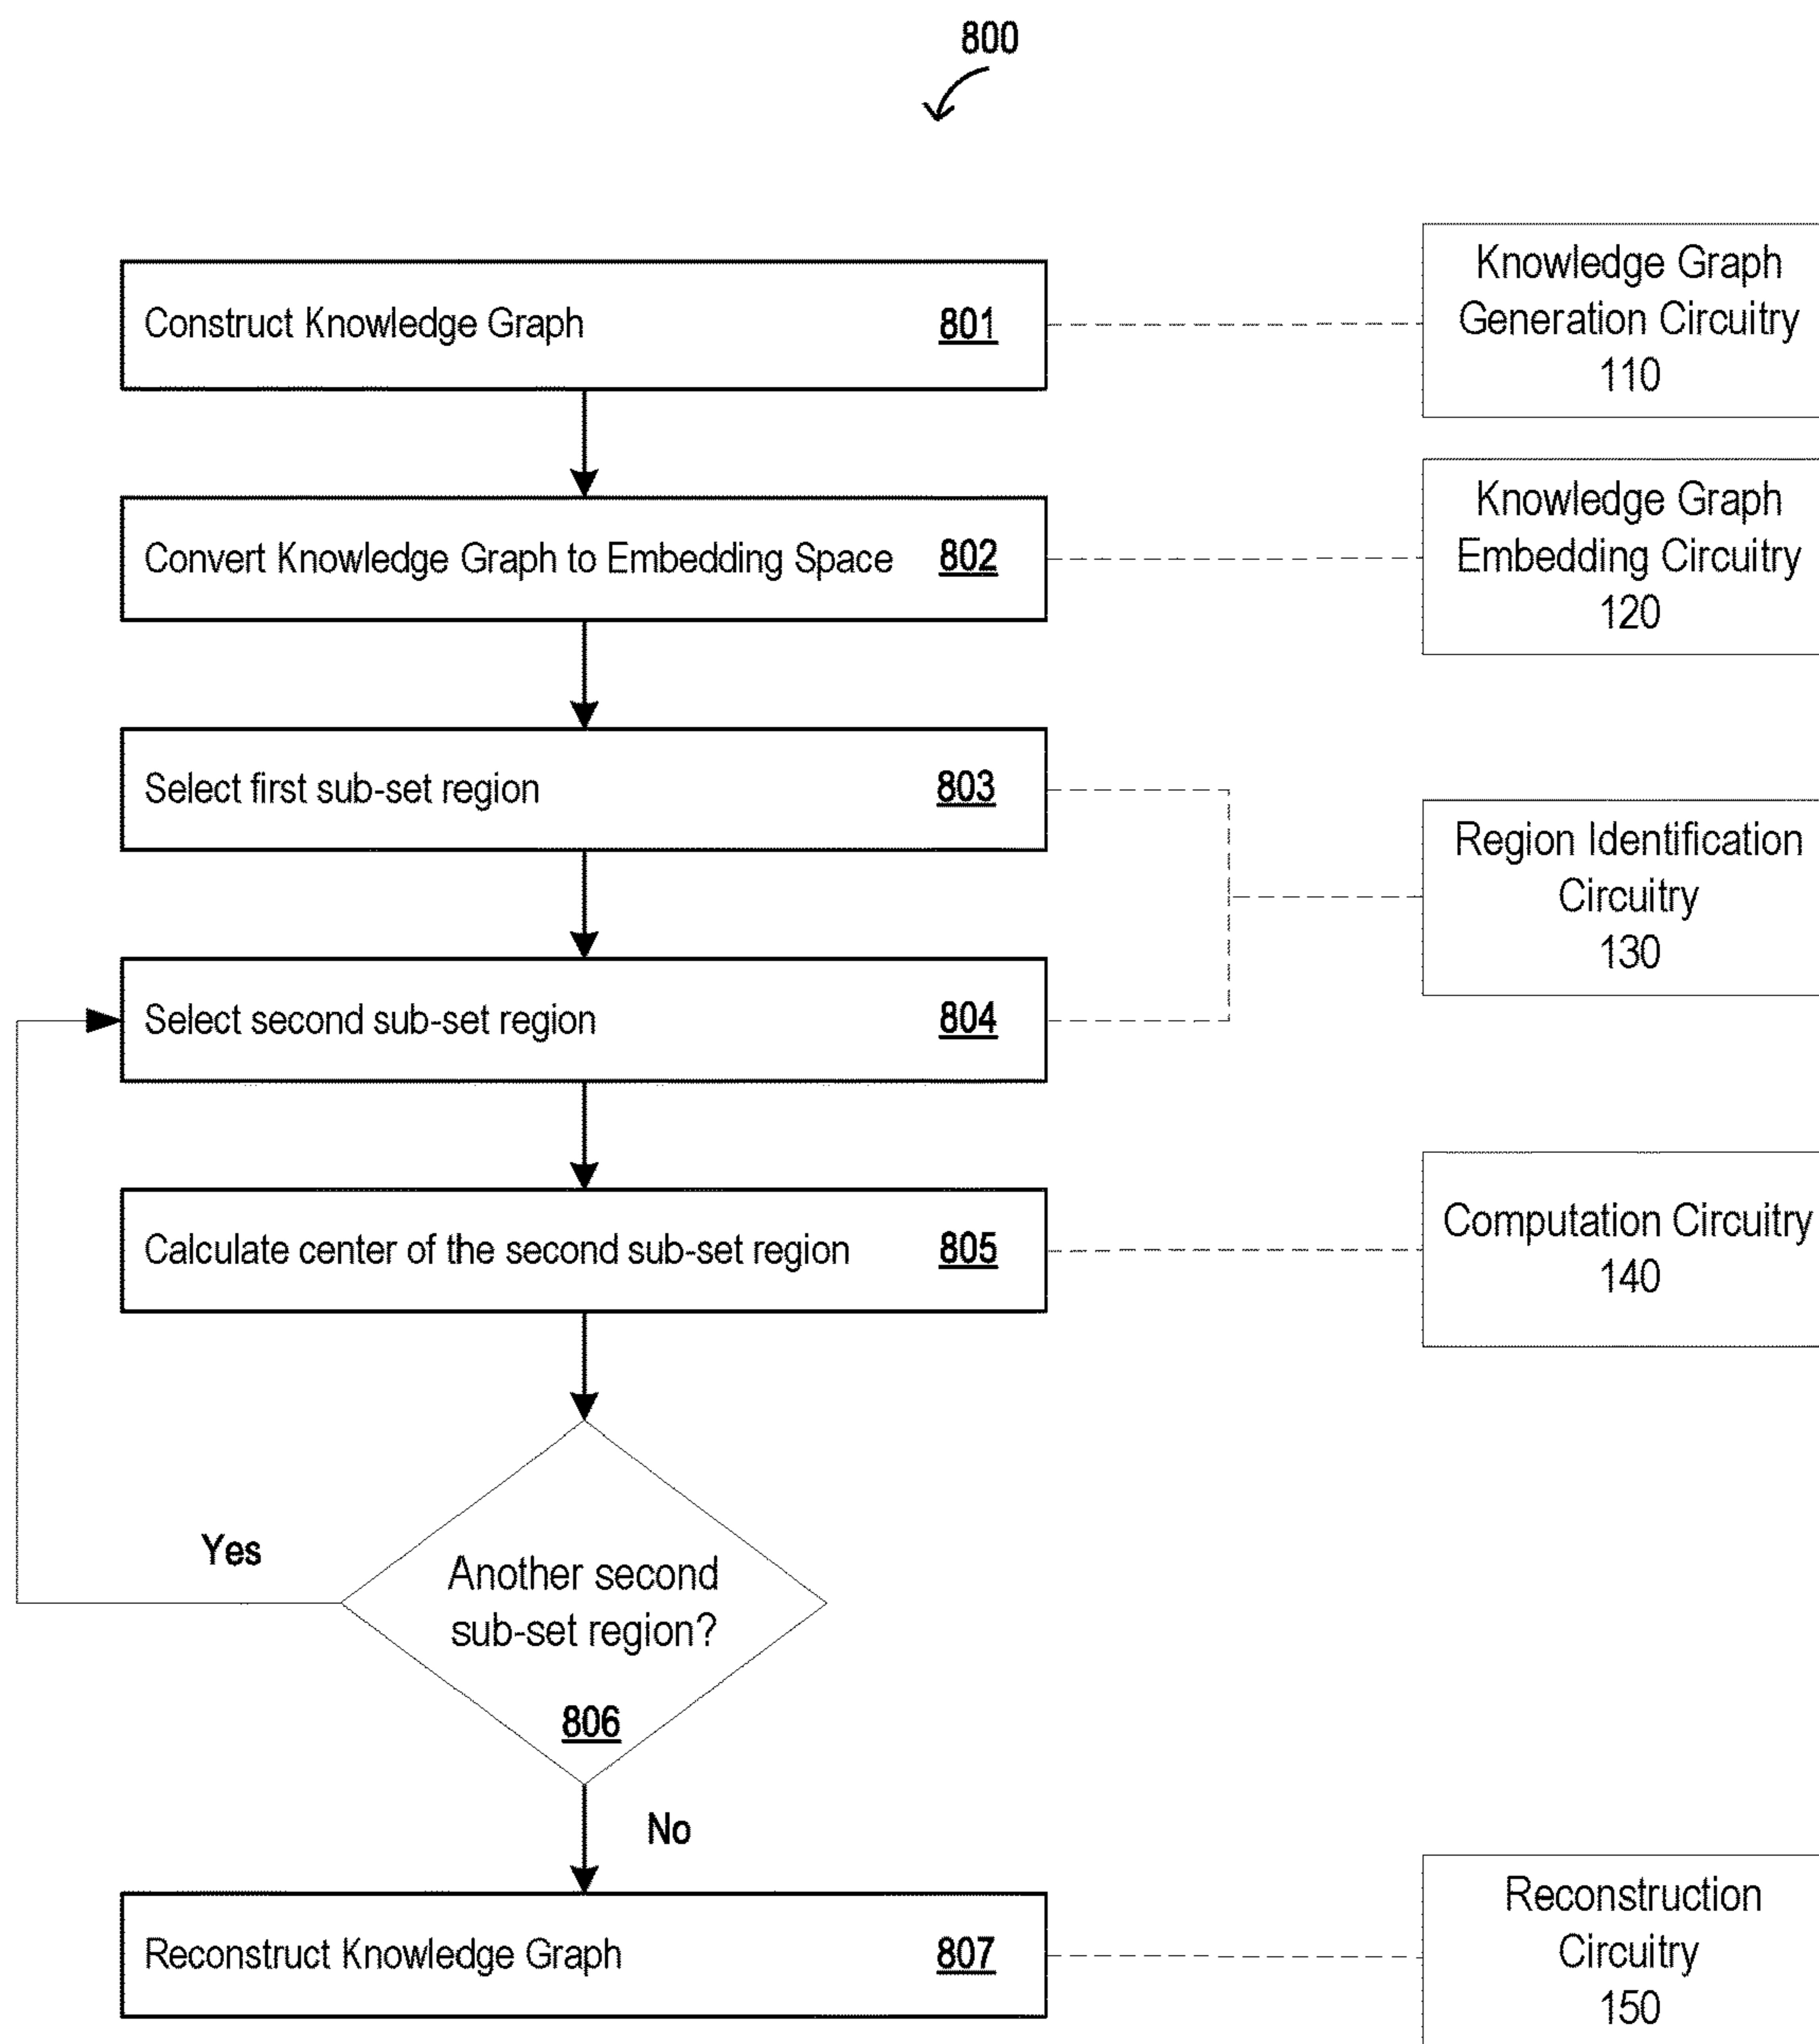 800
Construct Knowledge Graph 801
Knowledge Graph
Generation Circuitry
110
Convert Knowledge Graph to Embedding Space 802
Knowledge Graph
Embedding Circuitry
120
Select first sub-set region 803
Region Identification
Circuitry
130
Select second sub-set region 804
Calculate center of the second sub-set region 805
Computation Circuitry
140
Yes
Another second
sub-set region?
806
No
Reconstruct Knowledge Graph 807
Reconstruction
Circuitry
150